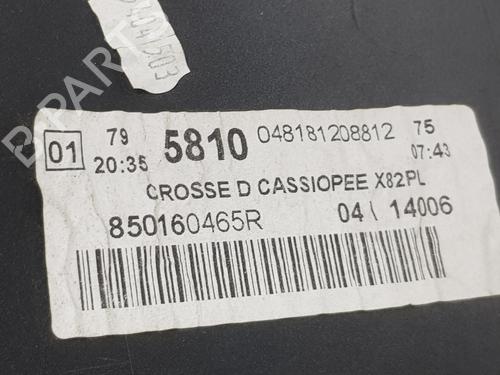 01 79 5810 048181208812 75
20:35 07:43
CROSSE D CASSIOPEE X82PL
850160465R 04\ 14006